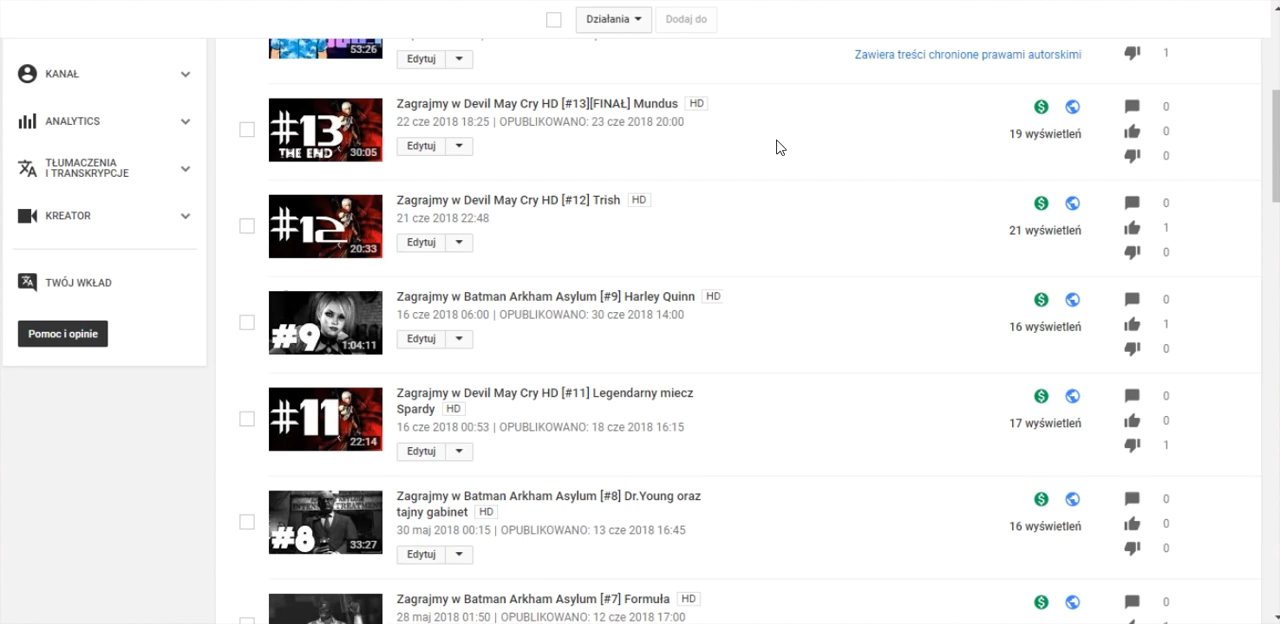 Działania
Dodaj do
KANAŁ
ANALYTICS
TŁUMACZENIA
I TRANSKRYPCJE
KREATOR
TWÓJ WKŁAD
Pomoc i opinie
53:26
Edytuj
Zawiera treści chronione prawami autorskimi
1
#13
THE END
30:05
Zagrajmy w Devil May Cry HD [#13][FINAŁ] Mundus HD
22 cze 2018 18:25 | OPUBLIKOWANO: 23 cze 2018 20:00
Edytuj
19 wyświetleń
0
0
0
#12
20:33
Zagrajmy w Devil May Cry HD [#12] Trish HD
21 cze 2018 22:48
Edytuj
21 wyświetleń
0
1
0
#9
1:04:11
Zagrajmy w Batman Arkham Asylum [#9] Harley Quinn HD
16 cze 2018 06:00 | OPUBLIKOWANO: 30 cze 2018 14:00
Edytuj
16 wyświetleń
0
1
0
#11
22:14
Zagrajmy w Devil May Cry HD [#11] Legendarny miecz
Spardy HD
16 cze 2018 00:53 | OPUBLIKOWANO: 18 cze 2018 16:15
Edytuj
17 wyświetleń
0
0
1
#8
33:27
Zagrajmy w Batman Arkham Asylum [#8] Dr.Young oraz
tajny gabinet HD
30 maj 2018 00:15 | OPUBLIKOWANO: 13 cze 2018 16:45
Edytuj
16 wyświetleń
0
0
0
Zagrajmy w Batman Arkham Asylum [#7] Formuła HD
28 maj 2018 01:50 | OPUBLIKOWANO: 12 cze 2018 17:00
0